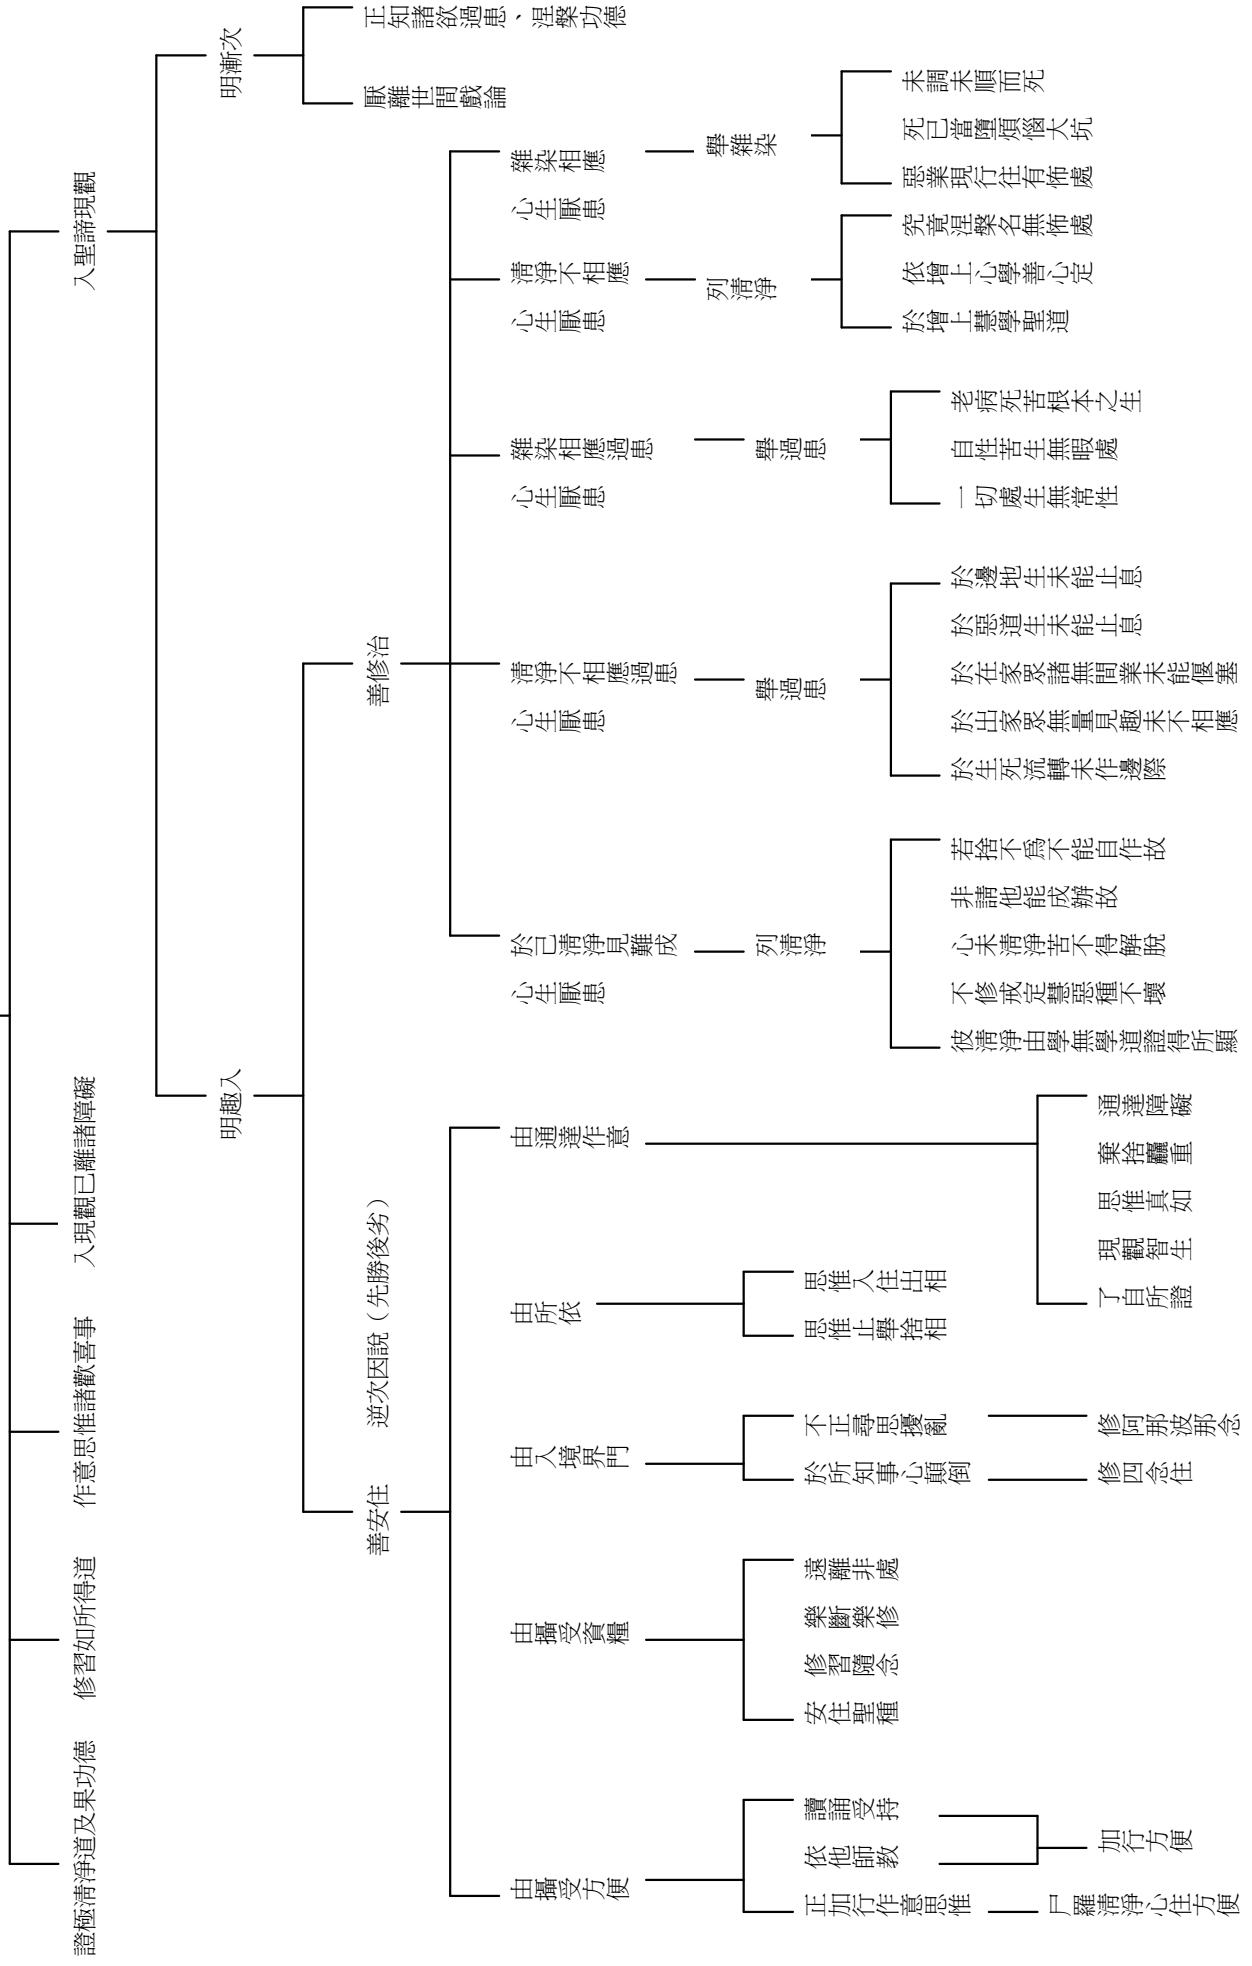 入聖諦現觀
入現觀已離諸障礙
作意思惟諸歡喜事
修習如所得道
證極清淨道及果功德
明漸次
明趣入
正知諸欲過患、涅槃功德
厭離世間戲論
善修治
善安住
逆次因說（先勝後劣）
雜染相應
心生厭患
舉雜染
未調未順而死
死已當墮煩惱大坑
惡業現行往有怖處
清淨不相應
心生厭患
列清淨
究竟涅槃名無怖處
依增上心學善心定
於增上慧學聖道
雜染相應過患
心生厭患
舉過患
老病死苦根本之生
自性苦生無暇處
一切處生無常性
清淨不相應過患
心生厭患
舉過患
於邊地生未能止息
於惡道生未能止息
於在家眾諸無間業未能偃塞
於出家眾無量見趣未不相應
於生死流轉未作邊際
於己清淨見難成
心生厭患
列清淨
若捨不為不能自作故
非請他能成辦故
心未清淨苦不得解脫
不修戒定慧惡種不壞
彼清淨由學無學道證得所顯
由通達作意
通達障礙
棄捨麤重
思惟真如
現觀智生
了自所證
由所依
思惟入住出相
思惟止舉捨相
由入境界門
不正尋思擾亂
修阿那波那念
於所知事心顛倒
修四念住
由攝受資糧
遠離非處
樂斷樂修
修習隨念
安住聖種
由攝受方便
讀誦受持
依他師教
加行方便
正加行作意思惟
尸羅清淨心住方便